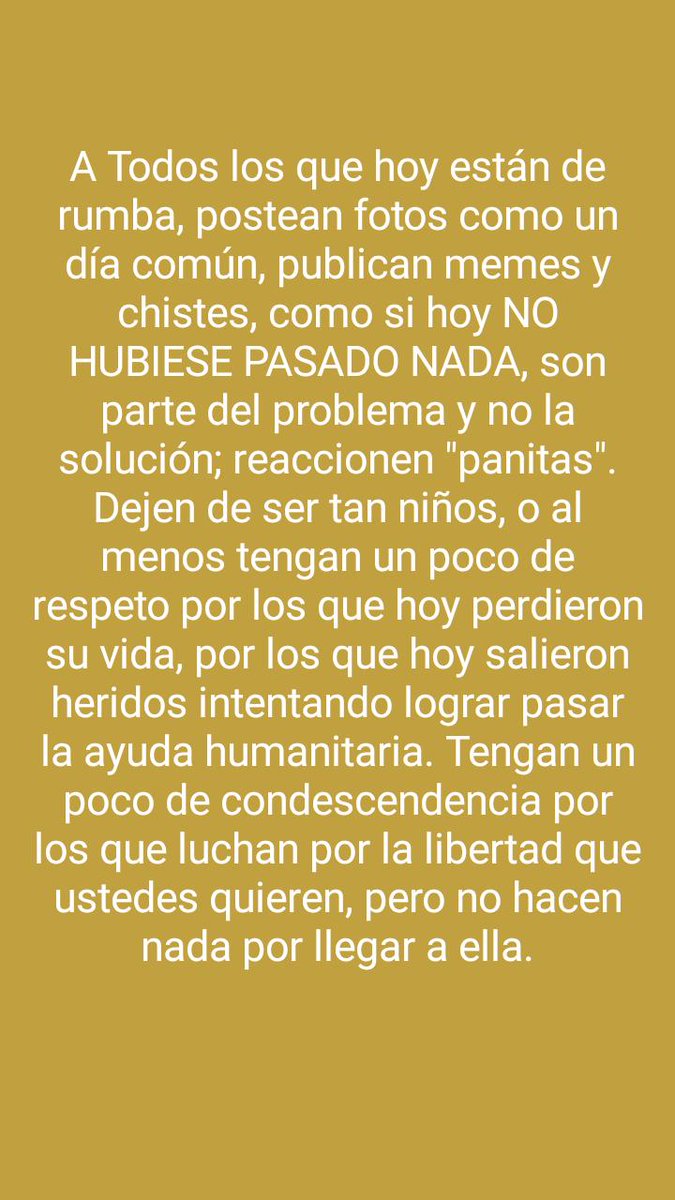 A Todos los que hoy están de
rumba, postean fotos como un
día común, publican memes y
chistes, como si hoy NO
HUBIESE PASADO NADA, son
parte del problema y no la
solución; reaccionen "panitas".
Dejen de ser tan niños, o al
menos tengan un poco de
respeto por los que hoy perdieron
su vida, por los que hoy salieron
heridos intentando lograr pasar
la ayuda humanitaria. Tengan un
poco de condescendencia por
los que luchan por la libertad que
ustedes quieren, pero no hacen
nada por llegar a ella.